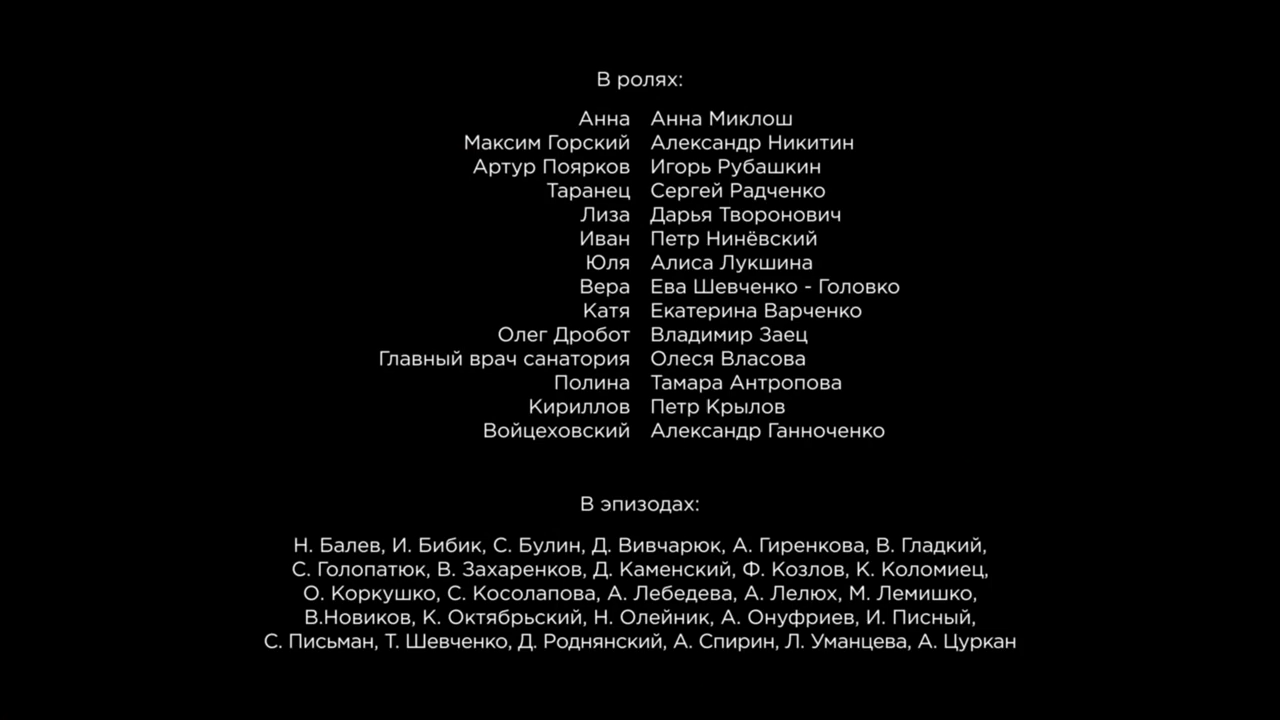 В ролях:
Анна Анна Миклош
Максим Горский Александр Никитин
Артур Поярков Игорь Рубашкин
Таранец Сергей Радченко
Лиза Дарья Творонович
Иван Петр Нинёвский
Юля Алиса Лукшина
Вера Ева Шевченко - Головко
Катя Екатерина Варченко
Олег Дробот Владимир Заец
Главный врач санатория Олеся Власова
Полина Тамара Антропова
Кириллов Петр Крылов
Войцеховский Александр Ганноченко
В эпизодах:
Н. Балев, И. Бибик, С. Булин, Д. Вивчарюк, А. Гиренкова, В. Гладкий,
С. Голопатюк, В. Захаренков, Д. Каменский, Ф. Козлов, К. Коломиец,
О. Коркушко, С. Косолапова, А. Лебедева, А. Лелюх, М. Лемишко,
В.Новиков, К. Октябрьский, Н. Олейник, А. Онуфриев, И. Писный,
С. Письман, Т. Шевченко, Д. Роднянский, А. Спирин, Л. Уманцева, А. Цуркан